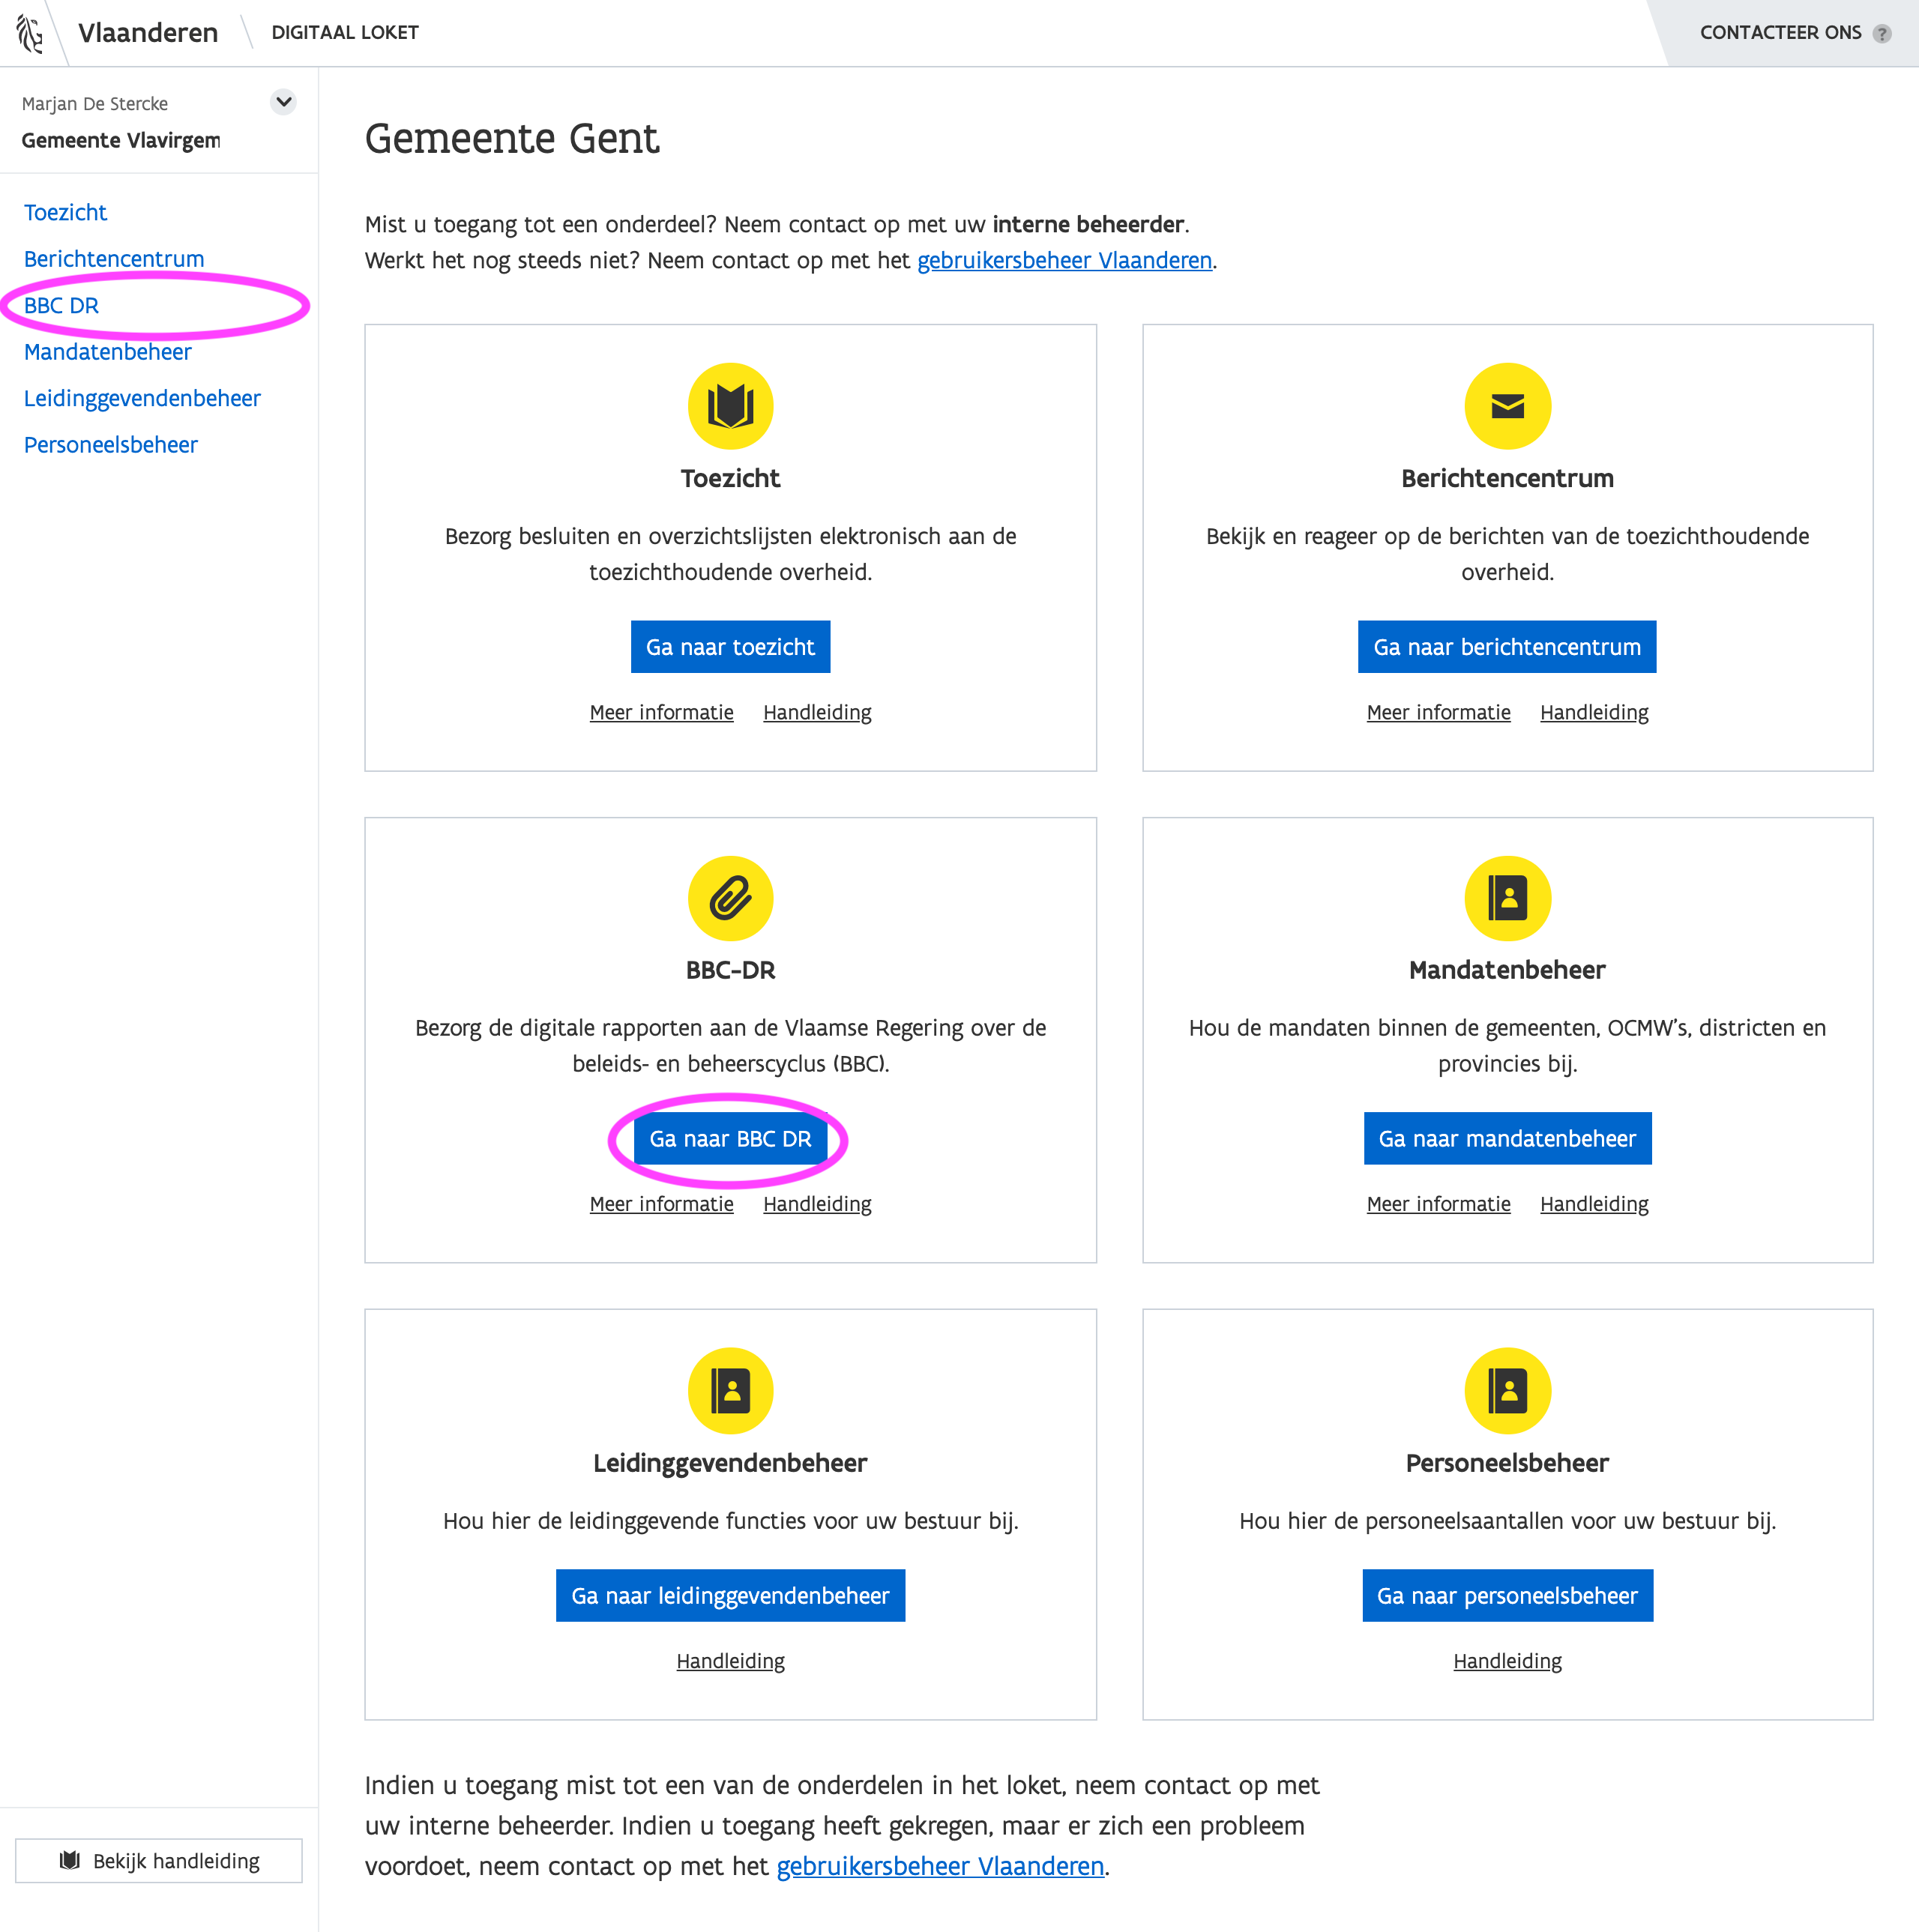 Vlaanderen
DIGITAAL LOKET
CONTACTEER ONS ?
Marjan De Stercke
Gemeente Vlavirgem
Toezicht
Berichtencentrum
BBC DR
Mandatenbeheer
Leidinggevendenbeheer
Personeelsbeheer
Bekijk handleiding
Gemeente Gent
Mist u toegang tot een onderdeel? Neem contact op met uw interne beheerder.
Werkt het nog steeds niet? Neem contact op met het gebruikersbeheer Vlaanderen.
Toezicht
Bezorg besluiten en overzichtslijsten elektronisch aan de
toezichthoudende overheid.
Ga naar toezicht
Meer informatie Handleiding
Berichtencentrum
Bekijk en reageer op de berichten van de toezichthoudende
overheid.
Ga naar berichtencentrum
Meer informatie Handleiding
BBC-DR
Bezorg de digitale rapporten aan de Vlaamse Regering over de
beleids- en beheerscyclus (BBC).
Ga naar BBC DR
Meer informatie Handleiding
Mandatenbeheer
Hou de mandaten binnen de gemeenten, OCMW's, districten en
provincies bij.
Ga naar mandatenbeheer
Meer informatie Handleiding
Leidinggevendenbeheer
Hou hier de leidinggevende functies voor uw bestuur bij.
Ga naar leidinggevendenbeheer
Handleiding
Personeelsbeheer
Hou hier de personeelsaantallen voor uw bestuur bij.
Ga naar personeelsbeheer
Handleiding
Indien u toegang mist tot een van de onderdelen in het loket, neem contact op met
uw interne beheerder. Indien u toegang heeft gekregen, maar er zich een probleem
voordoet, neem contact op met het gebruikersbeheer Vlaanderen.